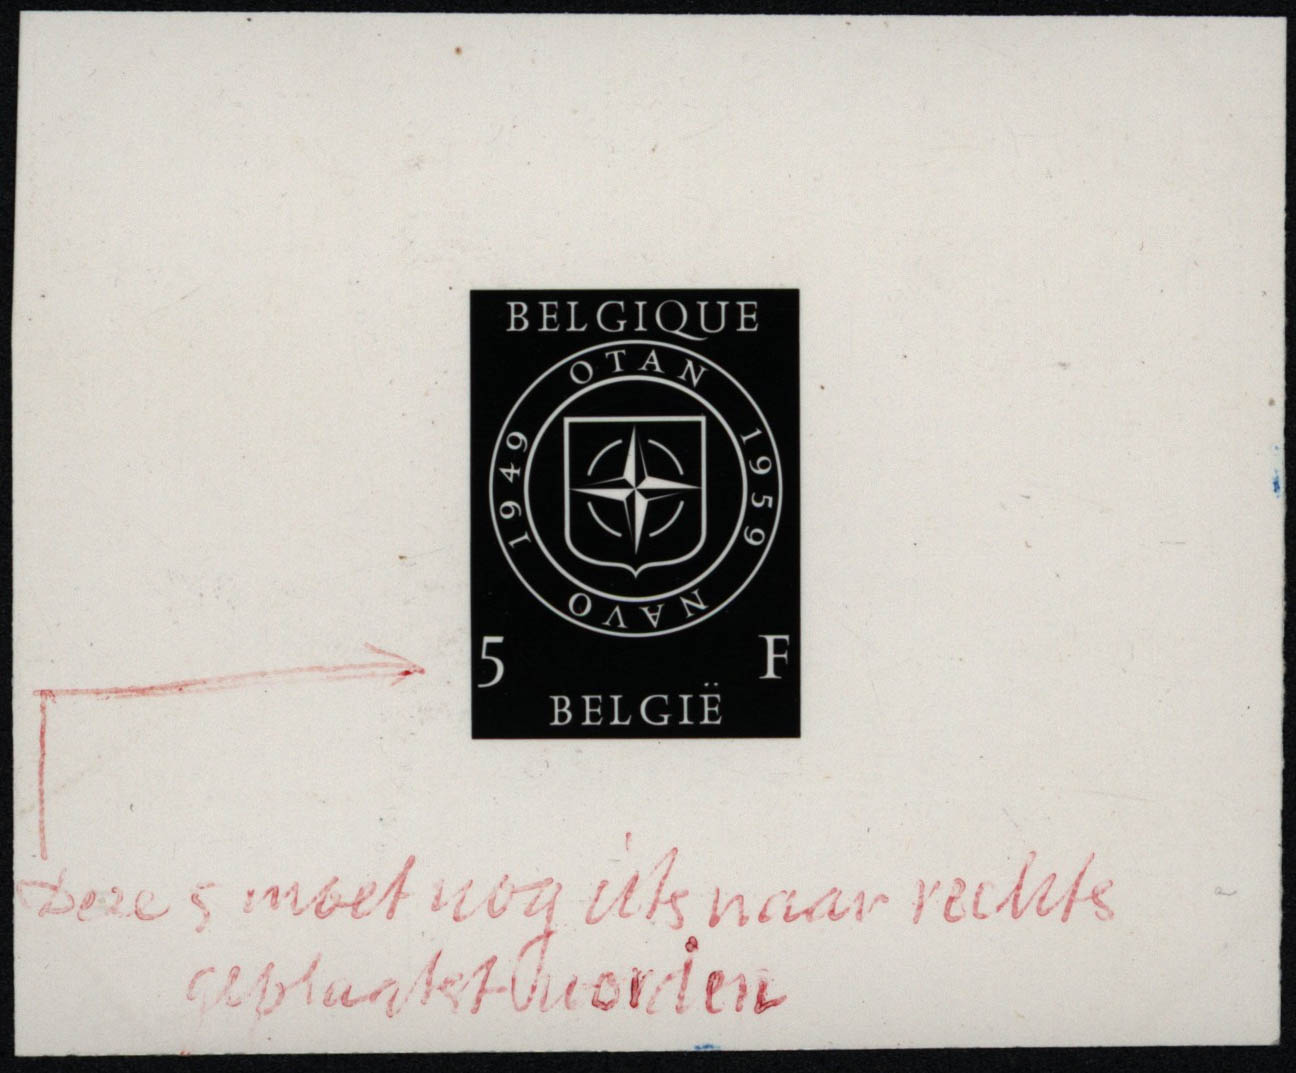 BELGIQUE
OTAN
1949
1959
NAVO
5 F
BELGIË
Deze 5 moet nog iets naar rechts
geplaatst worden